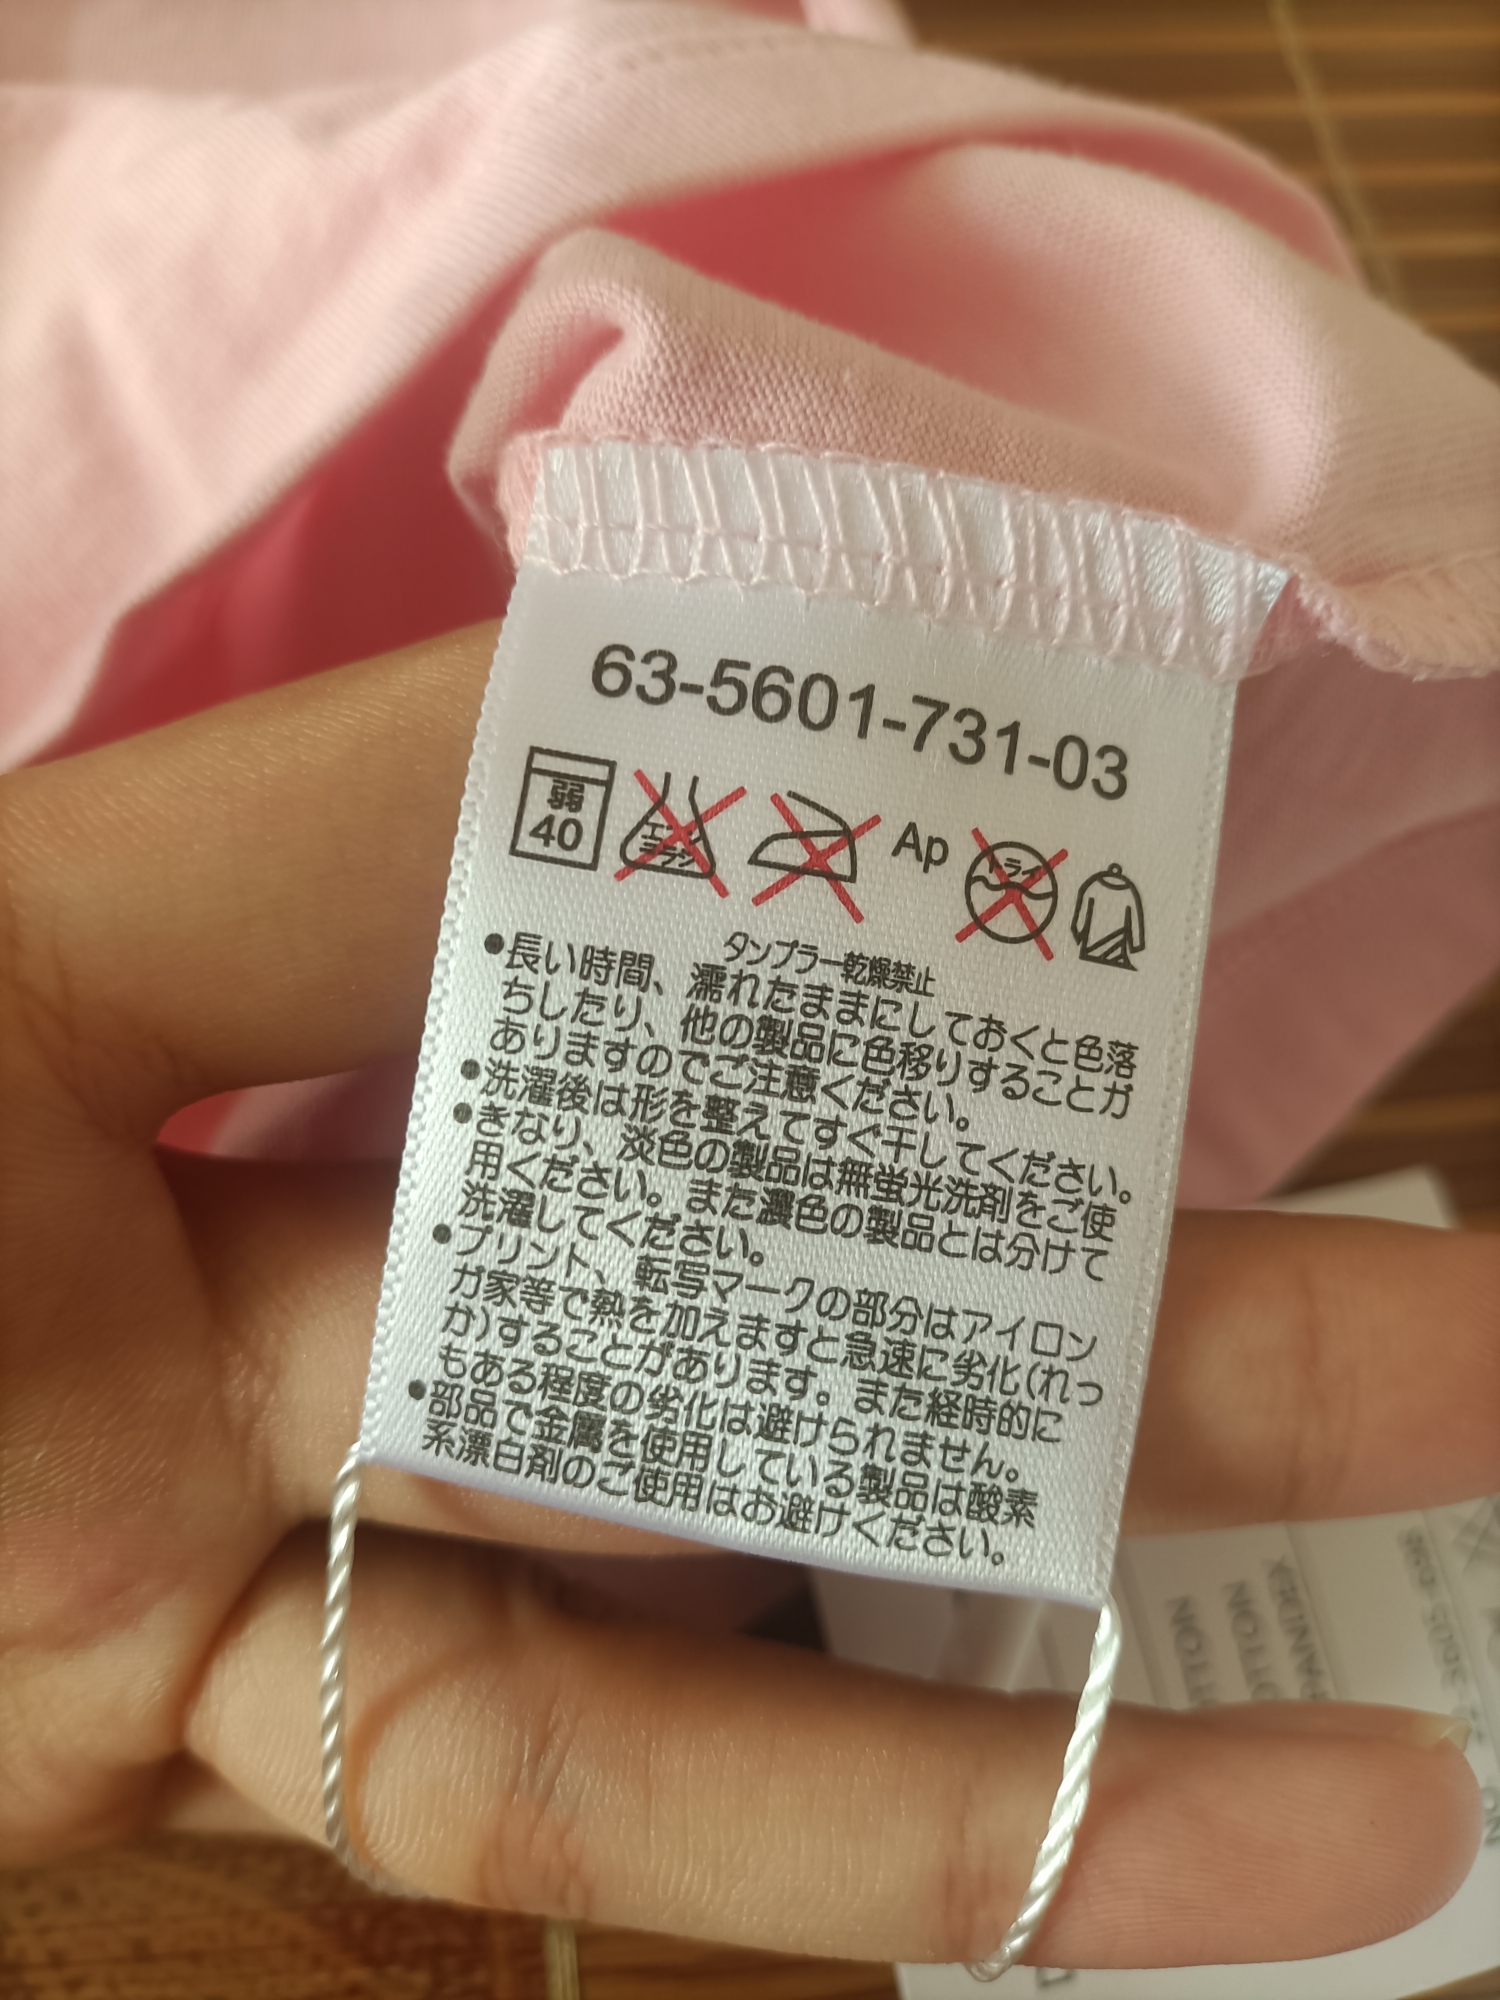 63-5601-731-03
弱
40
エンソ
サラシ
Ap
ドライ
タンブラー乾燥禁止
●長い時間、濡れたままにしておくと色落
ちしたり、他の製品に色移りすることが
ありますのでご注意ください。
●洗濯後は形を整えてすぐ干してください。
●きなり、淡色の製品は無蛍光洗剤をご使
用ください。また濃色の製品とは分けて
洗濯してください。
●プリント、転写マークの部分はアイロン
ガ家等で熱を加えますと急速に劣化(れっ
か)することがあります。また経時的に
もある程度の劣化は避けられません。
●部品で金属を使用している製品は酸素
系漂白剤のご使用はお避けください。
COTTON